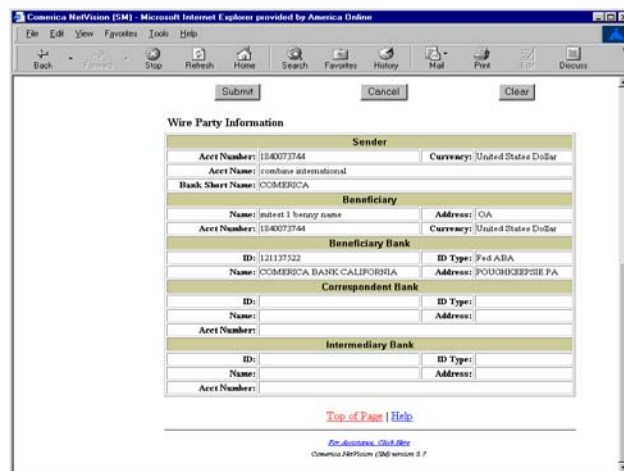 Comerica NetVision (SM) - Microsoft Internet Explorer provided by America Online
File Edit View Favorites Tools Help
Back Forward Stop Refresh Home Search Favorites History Mail Print Edit Discuss
Submit Cancel Clear
Wire Party Information
Sender
Acct Number: 1840073744 Currency: United States Dollar
Acct Name: combine international
Bank Short Name: COMERICA
Beneficiary
Name: mitest 1 benny name Address: OA
Acct Number: 1840073744 Currency: United States Dollar
Beneficiary Bank
ID: 121137522 ID Type: Fed ABA
Name: COMERICA BANK CALIFORNIA Address: POUGHKEEPSIE PA
Correspondent Bank
ID: ID Type:
Name: Address:
Acct Number:
Intermediary Bank
ID: ID Type:
Name: Address:
Acct Number:
Top of Page | Help
For Assistance, Click Here
Comerica NetVision (SM) version 3.7